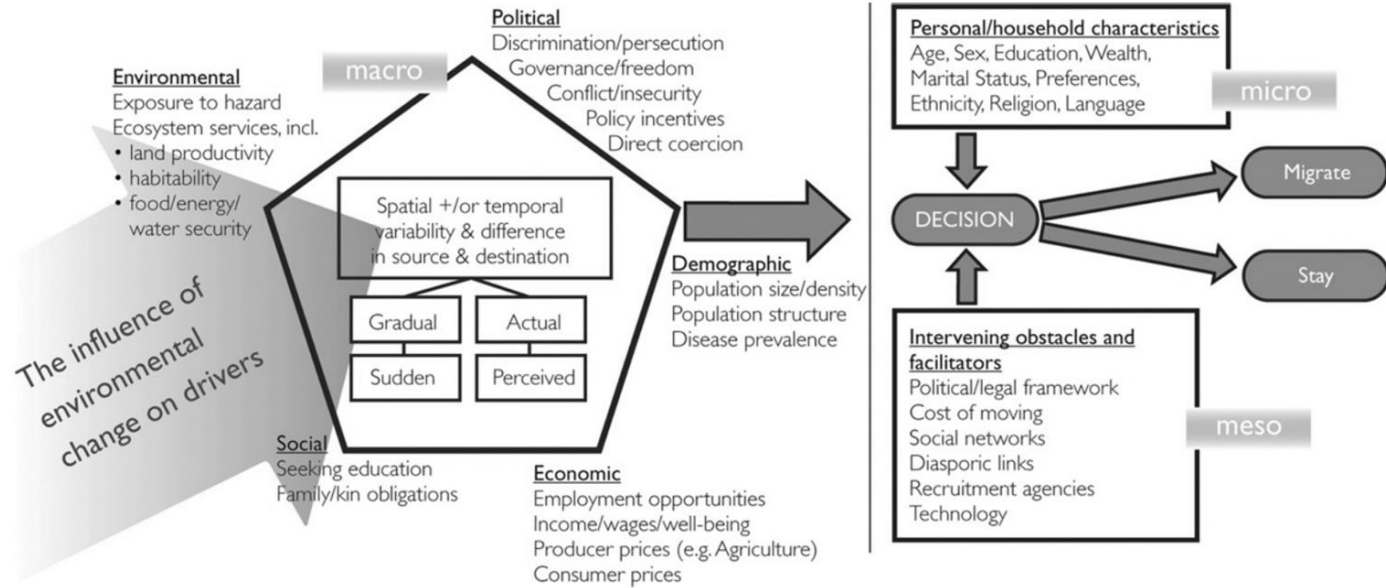 Political
Discrimination/persecution
Governance/freedom
Conflict/insecurity
Policy incentives
Direct coercion
macro
Environmental
Exposure to hazard
Ecosystem services, incl.
• land productivity
• habitability
• food/energy/
water security
The influence of
environmental
change on drivers
Spatial +/or temporal
variability & difference
in source & destination
Gradual
Actual
Sudden
Perceived
Demographic
Population size/density
Population structure
Disease prevalence
Social
Seeking education
Family/kin obligations
Economic
Employment opportunities
Income/wages/well-being
Producer prices (e.g. Agriculture)
Consumer prices
Personal/household characteristics
Age, Sex, Education, Wealth,
Marital Status, Preferences,
Ethnicity, Religion, Language
micro
DECISION
Migrate
Stay
Intervening obstacles and
facilitators
Political/legal framework
Cost of moving
Social networks
Diasporic links
Recruitment agencies
Technology
meso